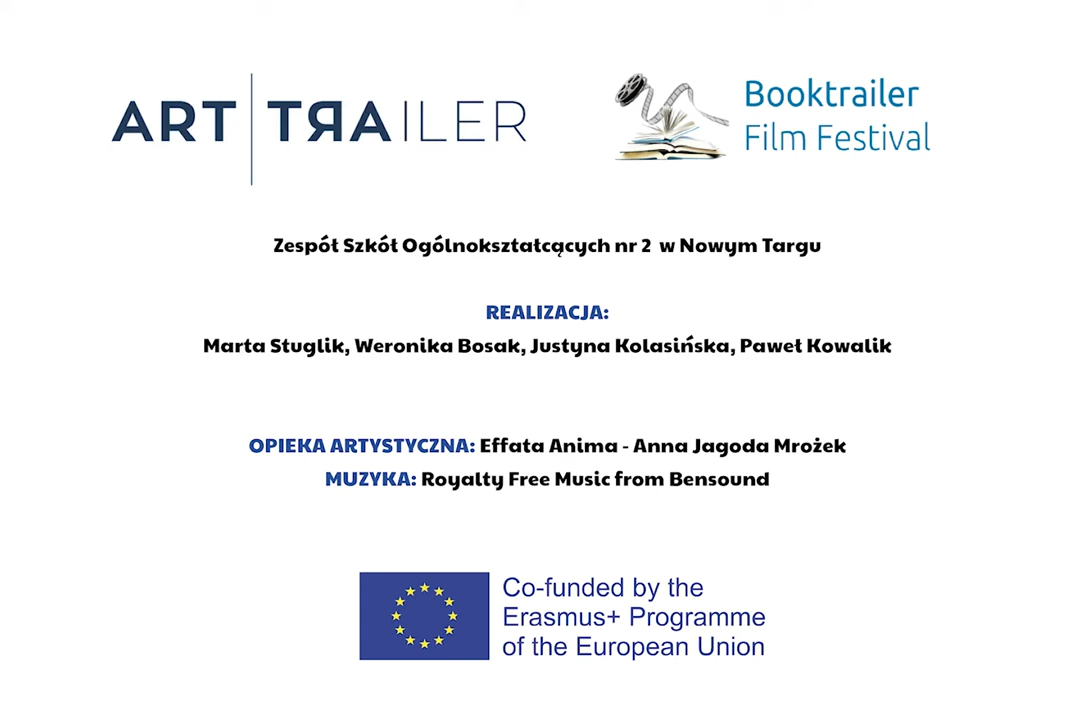 ART TЯAILER
Booktrailer
Film Festival
Zespół Szkół Ogólnokształcących nr 2 w Nowym Targu
REALIZACJA:
Marta Stuglik, Weronika Bosak, Justyna Kolasińska, Paweł Kowalik
OPIEKA ARTYSTYCZNA: Effata Anima - Anna Jagoda Mrożek
MUZYKA: Royalty Free Music from Bensound
Co-funded by the
Erasmus+ Programme
of the European Union